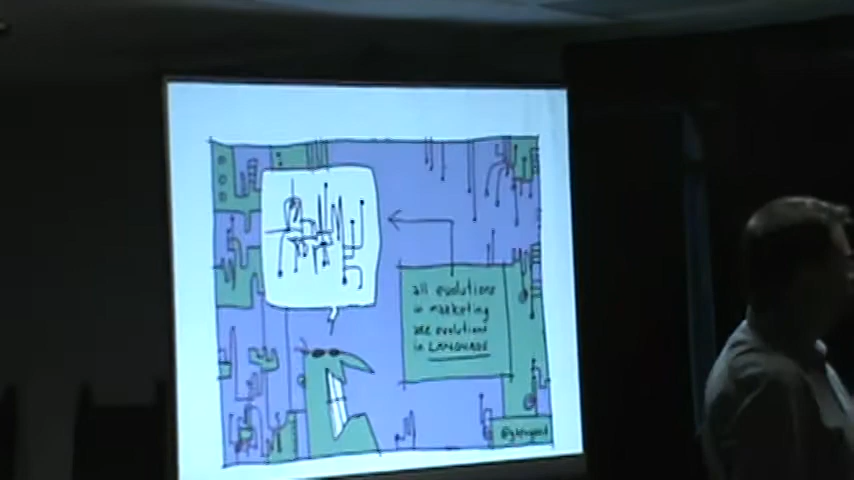 all evolutions
in marketing
are evolutions
in LANGUAGE
@gapingvoid